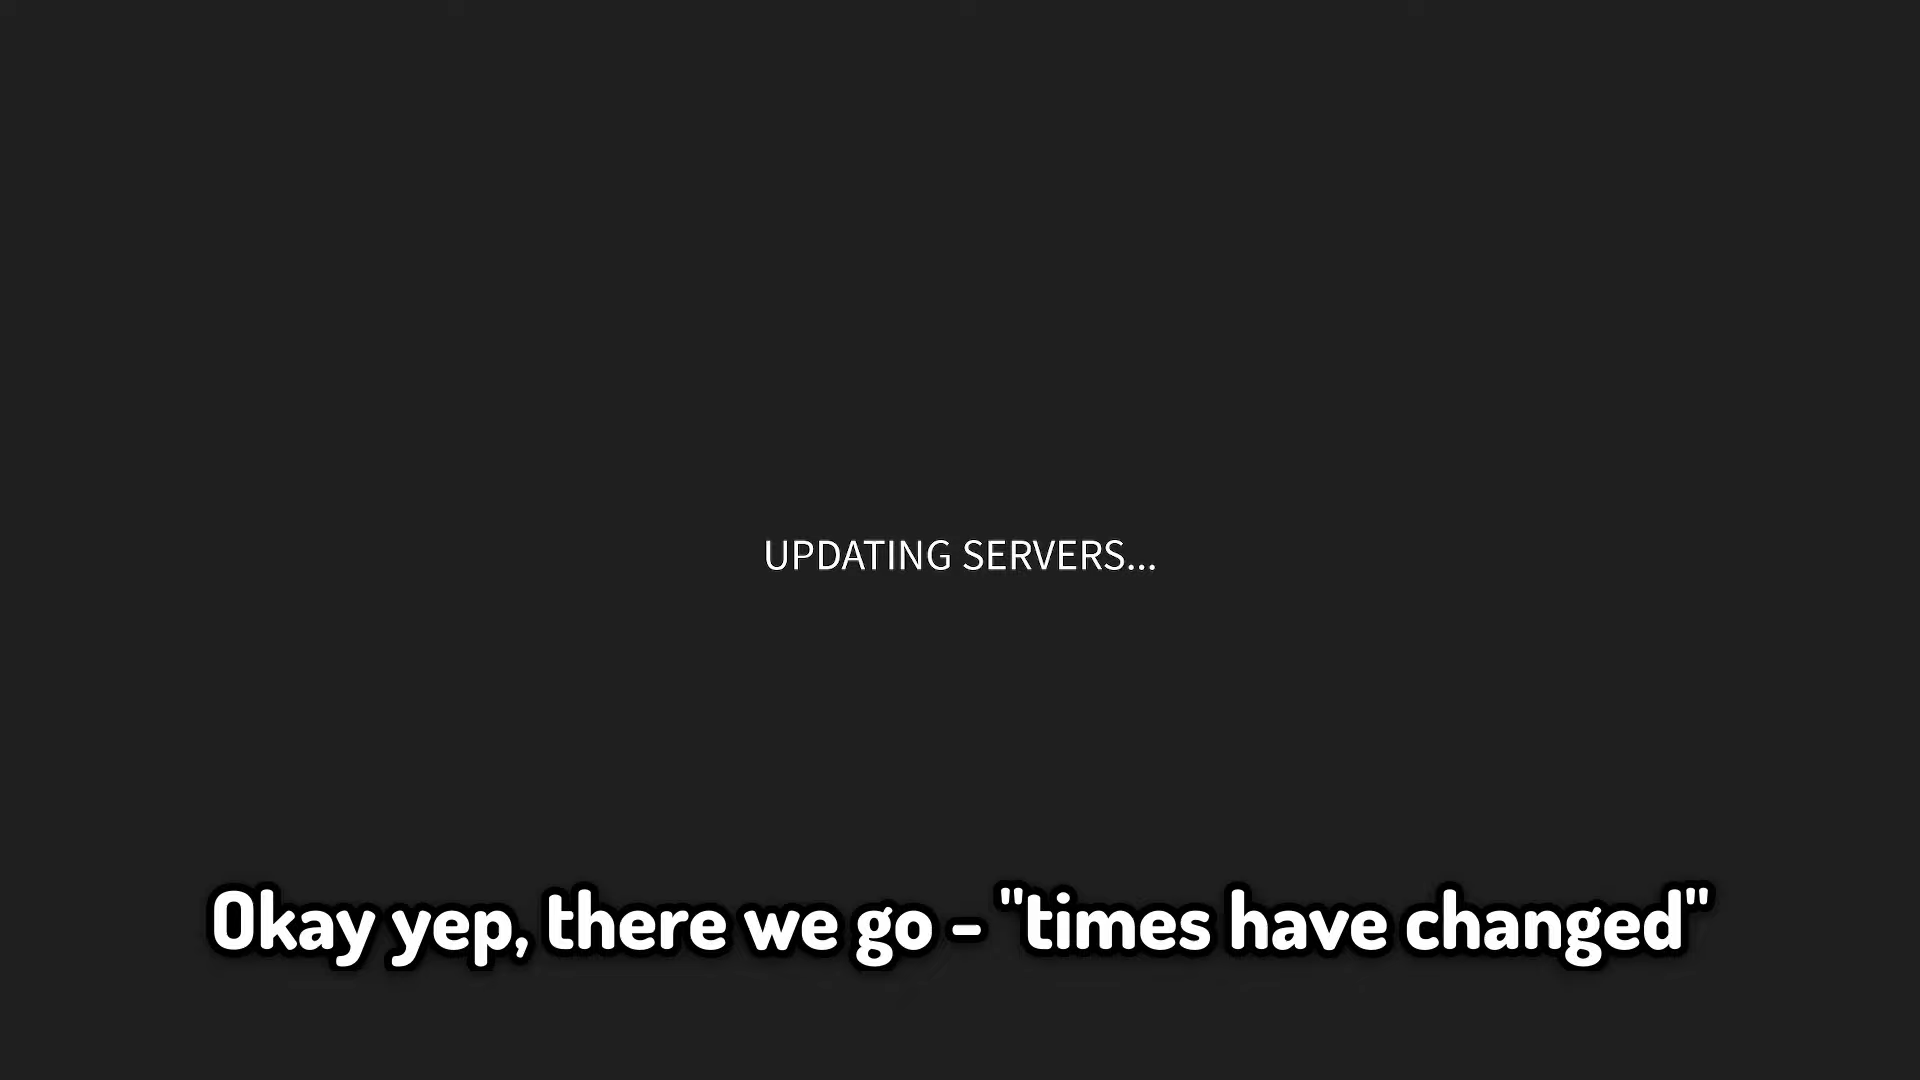 UPDATING SERVERS...
Okay yep, there we go - "times have changed"